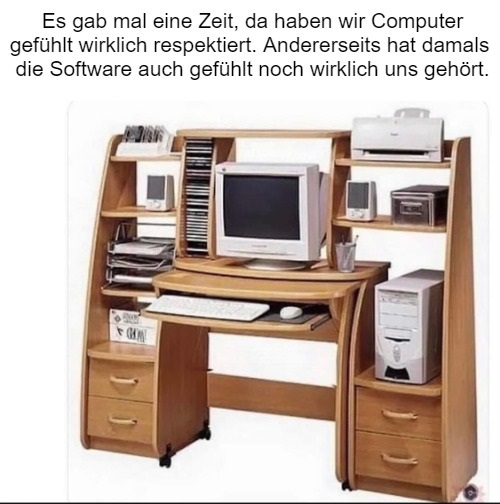 Es gab mal eine Zeit, da haben wir Computer
gefühlt wirklich respektiert. Andererseits hat damals
die Software auch gefühlt noch wirklich uns gehört.